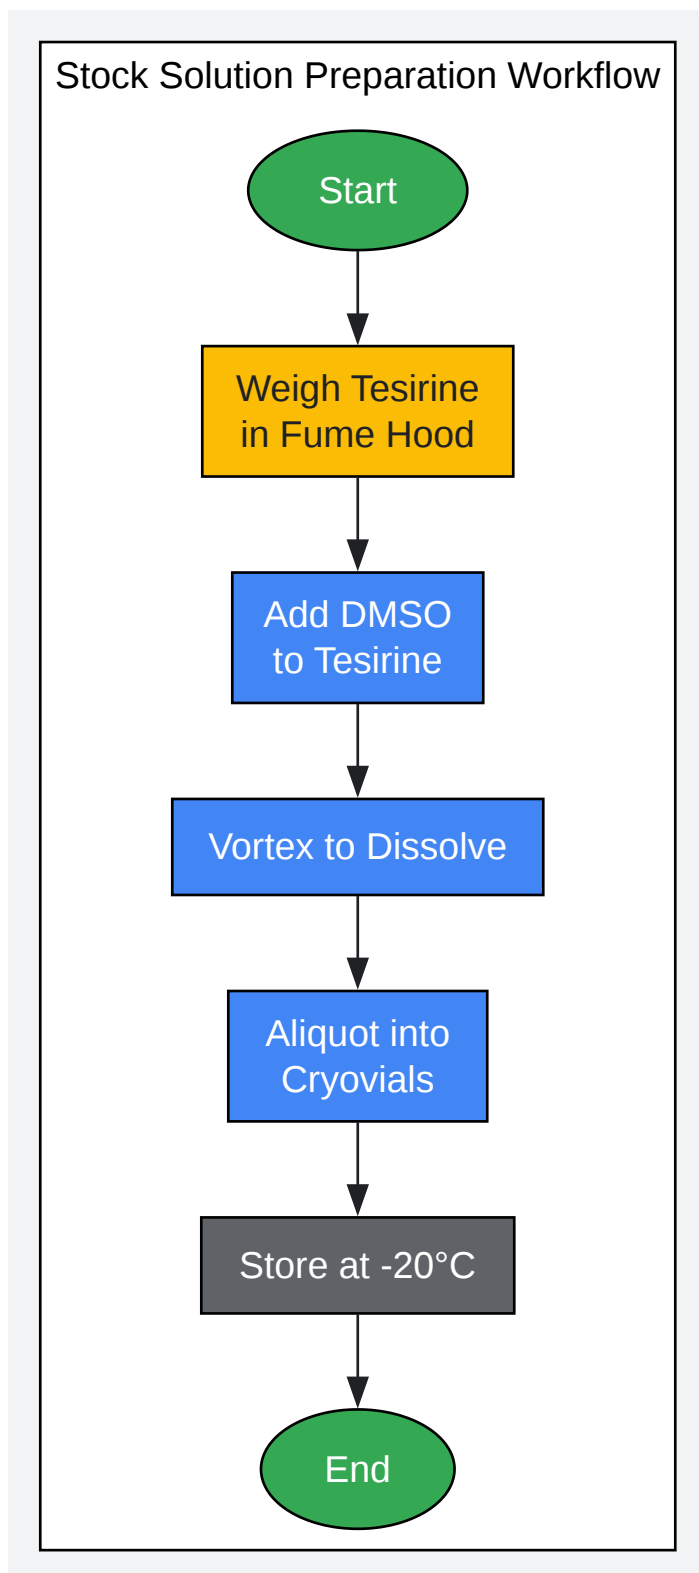 Stock Solution Preparation Workflow
Start
Weigh Tesirine
in Fume Hood
Add DMSO
to Tesirine
Vortex to Dissolve
Aliquot into
Cryovials
Store at -20°C
End